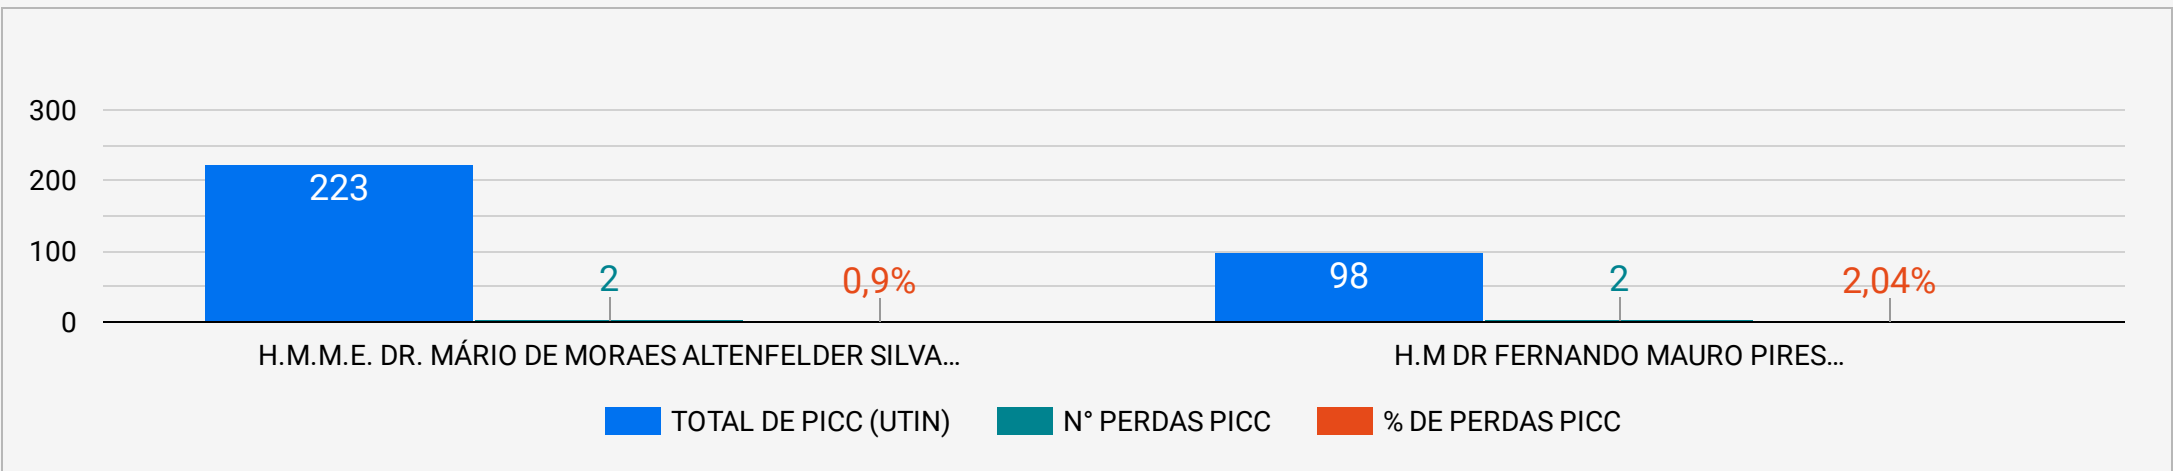 300
200
100
0
223
2
0,9%
98
2
2,04%
H.M.M.E. DR. MÁRIO DE MORAES ALTENFELDER SILVA...
H.M DR FERNANDO MAURO PIRES...
TOTAL DE PICC (UTIN)
N° PERDAS PICC
% DE PERDAS PICC